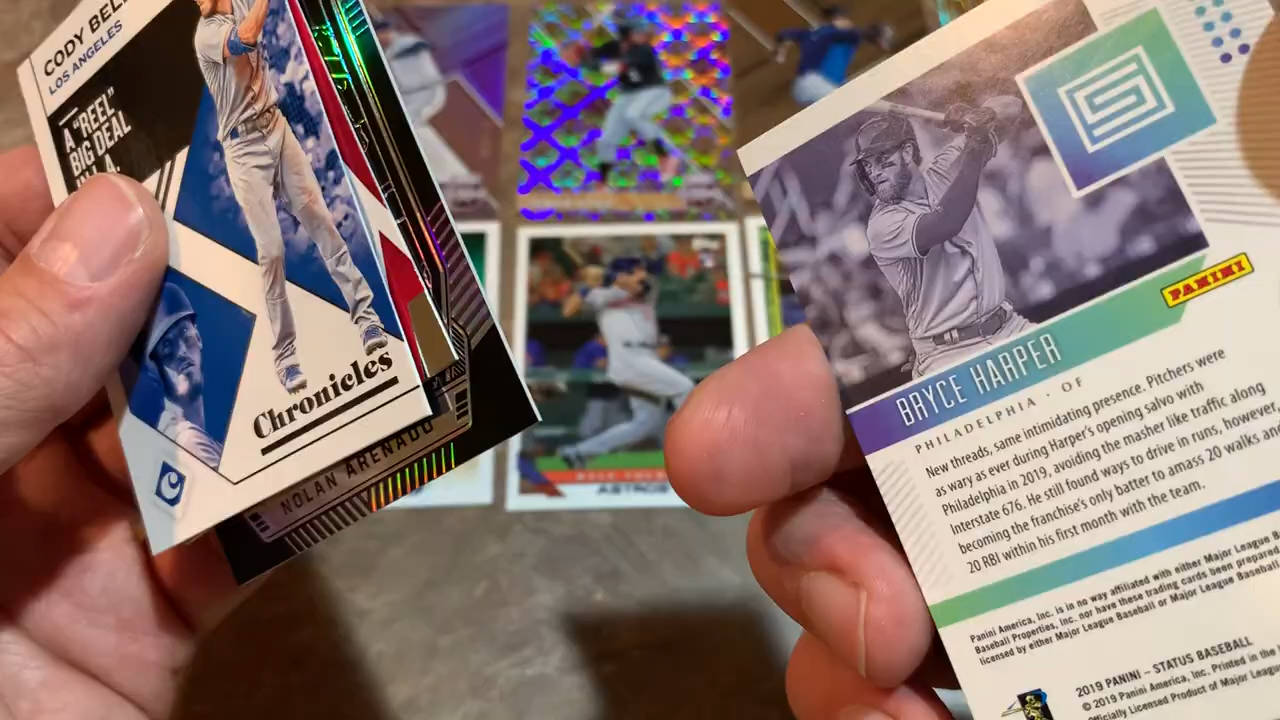 CODY BELL
LOS ANGELES
A "REEL"
BIG DEAL
Chronicles
NOLAN ARENADO
ASTROS
PANINI
BRYCE HARPER
PHILADELPHIA · OF
New threads, same intimidating presence. Pitchers were
as wary as ever during Harper's opening salvo with
Philadelphia in 2019, avoiding the masher like traffic along
Interstate 676. He still found ways to drive in runs, however,
becoming the franchise's only batter to amass 20 walks and
20 RBI within his first month with the team.
Panini America, Inc. is in no way affiliated with either Major League B
Baseball Properties, Inc. nor have these trading cards been prepared
licensed by either Major League Baseball or Major League Baseball
2019 PANINI – STATUS BASEBALL
© 2019 Panini America, Inc. Printed in the
Officially Licensed Product of Major League